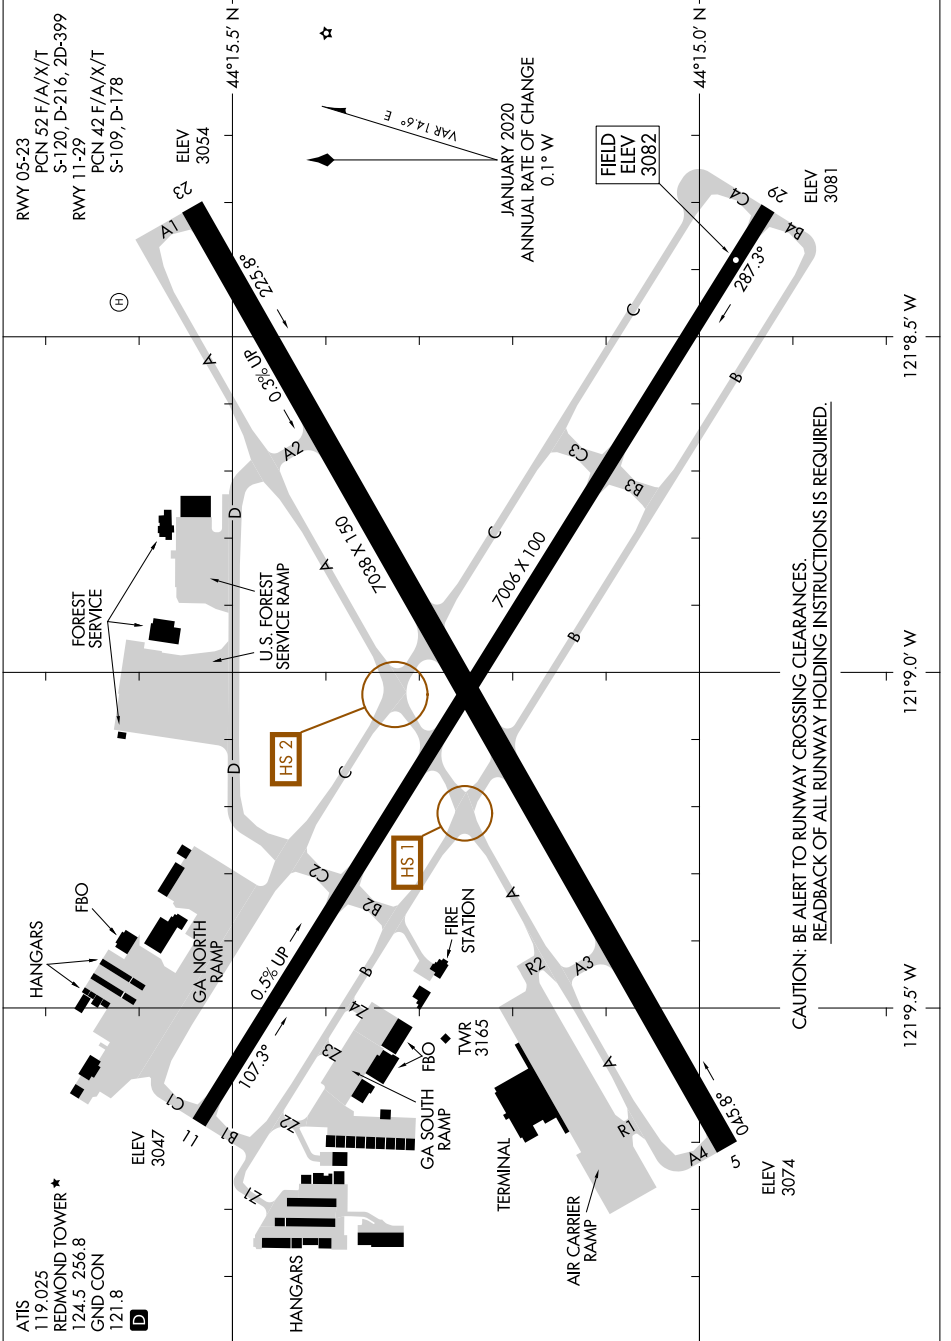 ATIS
119.025
REDMOND TOWER
124.5 256.8
GND CON
121.8
D
RWY 05-23
PCN 52 F/A/X/T
S-120, D-216, 2D-399
RWY 11-29
PCN 42 F/A/X/T
S-109, D-178
44°15.5' N
44°15.0' N
121°8.5' W
121°9.0' W
121°9.5' W
VAR 14.6° E
JANUARY 2020
ANNUAL RATE OF CHANGE
0.1° W
ELEV
3054
23
A1
H
225.8°
0.3% UP
A
A2
D
7038 X 150
A
FOREST
SERVICE
U.S. FOREST
SERVICE RAMP
D
HS 2
C
HS 1
HANGARS
FBO
GA NORTH
RAMP
C2
B2
0.5% UP
107.3°
C1
11
B1
ELEV
3047
Z1
Z2
Z3
Z4
B
FIRE
STATION
TWR
3165
FBO
GA SOUTH
RAMP
HANGARS
TERMINAL
AIR CARRIER
RAMP
R1
R2
A
A3
A
A4
5
045.8°
ELEV
3074
FIELD
ELEV
3082
C4
29
B4
ELEV
3081
287.3°
C
B
C3
B3
C
7006 X 100
B
CAUTION: BE ALERT TO RUNWAY CROSSING CLEARANCES.
READBACK OF ALL RUNWAY HOLDING INSTRUCTIONS IS REQUIRED.